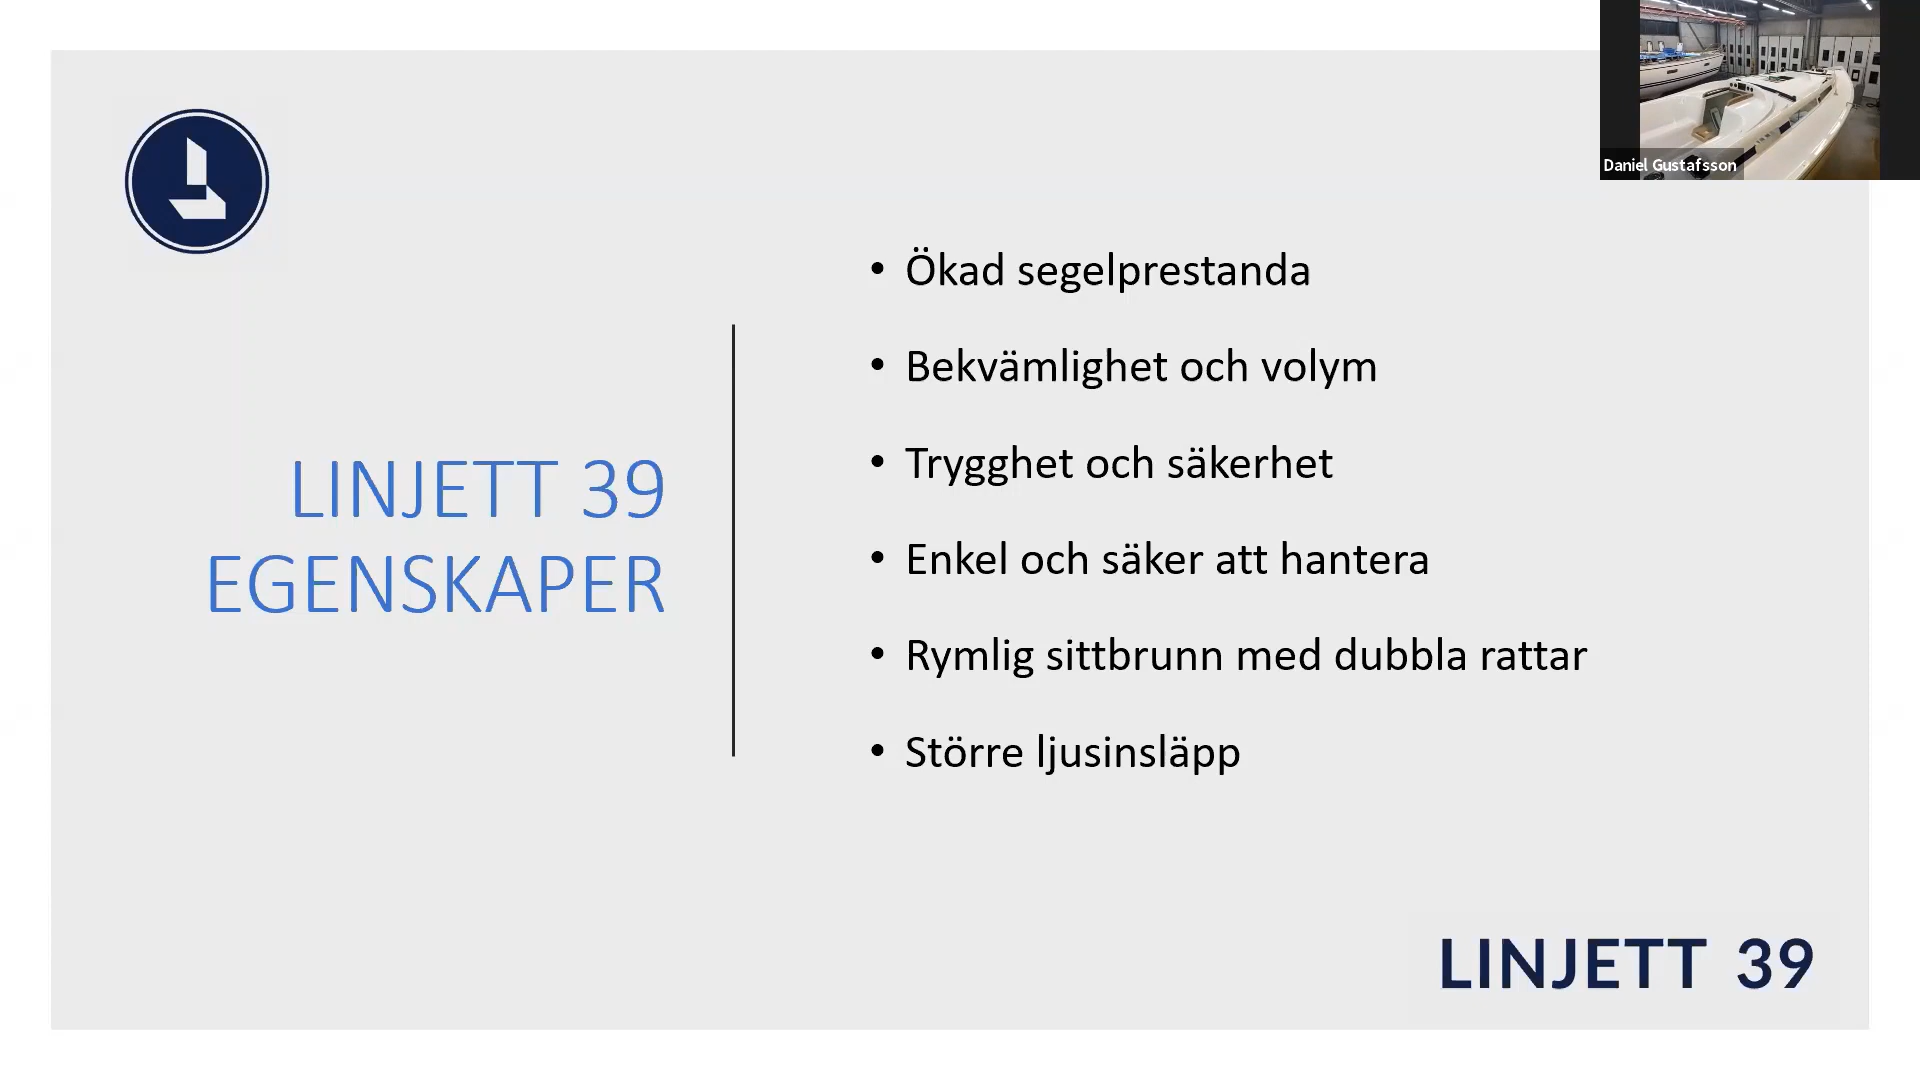 Daniel Gustafsson
LINJETT 39
EGENSKAPER
• Ökad segelprestanda
• Bekvämlighet och volym
• Trygghet och säkerhet
• Enkel och säker att hantera
• Rymlig sittbrunn med dubbla rattar
• Större ljusinsläpp
LINJETT 39